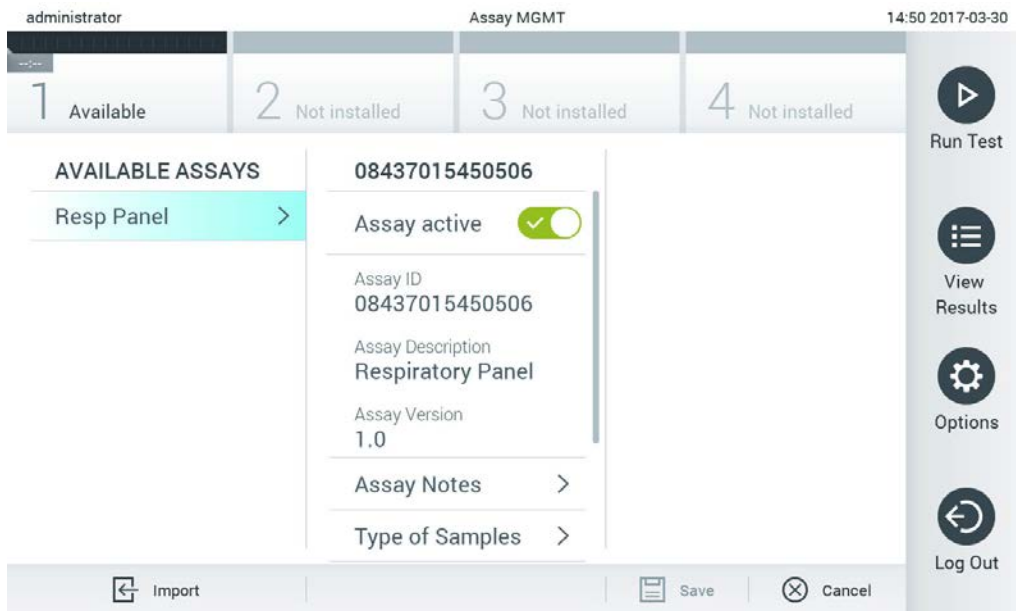 administrator Assay MGMT 14:50 2017-03-30
--:--
1 Available 2 Not installed 3 Not installed 4 Not installed
Run Test
AVAILABLE ASSAYS 08437015450506
Resp Panel Assay active
View
Results
Assay ID
08437015450506
Assay Description
Respiratory Panel
Options
Assay Version
1.0
Assay Notes
Type of Samples
Log Out
Import Save Cancel